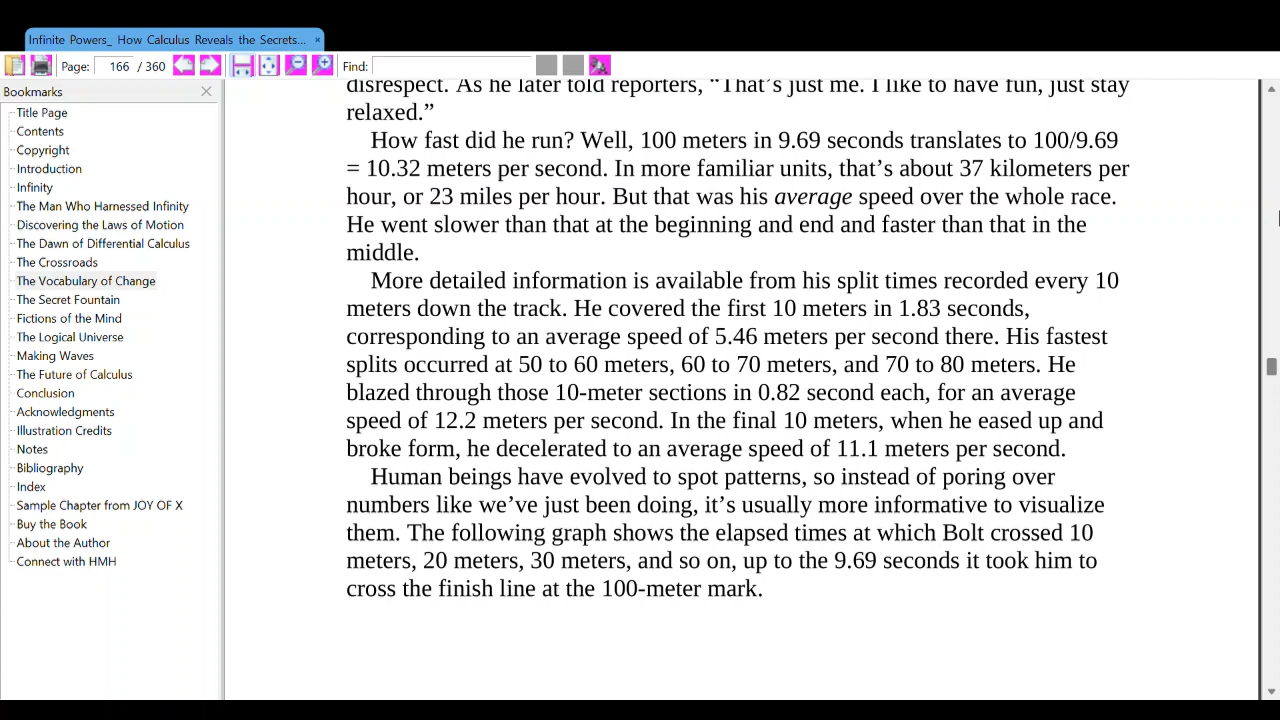 Infinite Powers_ How Calculus Reveals the Secrets...
Page: 166 / 360
Find:
Bookmarks
Title Page
Contents
Copyright
Introduction
Infinity
The Man Who Harnessed Infinity
Discovering the Laws of Motion
The Dawn of Differential Calculus
The Crossroads
The Vocabulary of Change
The Secret Fountain
Fictions of the Mind
The Logical Universe
Making Waves
The Future of Calculus
Conclusion
Acknowledgments
Illustration Credits
Notes
Bibliography
Index
Sample Chapter from JOY OF X
Buy the Book
About the Author
Connect with HMH
disrespect. As he later told reporters, “That’s just me. I like to have fun, just stay
relaxed.”
How fast did he run? Well, 100 meters in 9.69 seconds translates to 100/9.69
= 10.32 meters per second. In more familiar units, that’s about 37 kilometers per
hour, or 23 miles per hour. But that was his average speed over the whole race.
He went slower than that at the beginning and end and faster than that in the
middle.
More detailed information is available from his split times recorded every 10
meters down the track. He covered the first 10 meters in 1.83 seconds,
corresponding to an average speed of 5.46 meters per second there. His fastest
splits occurred at 50 to 60 meters, 60 to 70 meters, and 70 to 80 meters. He
blazed through those 10-meter sections in 0.82 second each, for an average
speed of 12.2 meters per second. In the final 10 meters, when he eased up and
broke form, he decelerated to an average speed of 11.1 meters per second.
Human beings have evolved to spot patterns, so instead of poring over
numbers like we’ve just been doing, it’s usually more informative to visualize
them. The following graph shows the elapsed times at which Bolt crossed 10
meters, 20 meters, 30 meters, and so on, up to the 9.69 seconds it took him to
cross the finish line at the 100-meter mark.